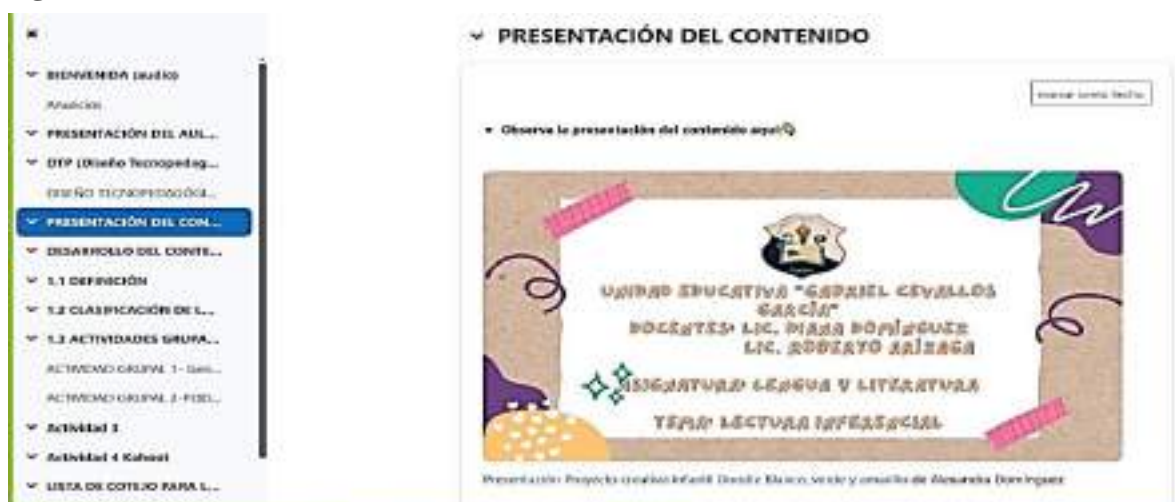 BIENVENIDA (audio)
Anuncios
PRESENTACIÓN DEL AUL...
DTP (Diseño Tecnopedag...
DISEÑO TECNOPEDAGÓGI...
PRESENTACIÓN DEL CON...
DESARROLLO DEL CONTE...
1.1 DEFINICIÓN
1.2 CLASIFICACIÓN DE L...
1.3 ACTIVIDADES GRUPA...
ACTIVIDAD GRUPAL 1-
ACTIVIDAD GRUPAL 2-
Actividad 3
Actividad 4 Kahoot
LISTA DE COTEJO PARA L...
PRESENTACIÓN DEL CONTENIDO
Marcar como hecho
Observa la presentación del contenido aquí
UNIDAD EDUCATIVA "GABRIEL CEVALLOS
GARCÍA"
DOCENTES: LIC. DIANA DOMÍNGUEZ
LIC. ROBERTO ARÍZAGA
ASIGNATURA: LENGUA Y LITERATURA
TEMA: LECTURA INFERENCIAL
Presentación Proyecto creativo Infantil Doodle Blanco, verde y amarillo de Alexandra Domínguez